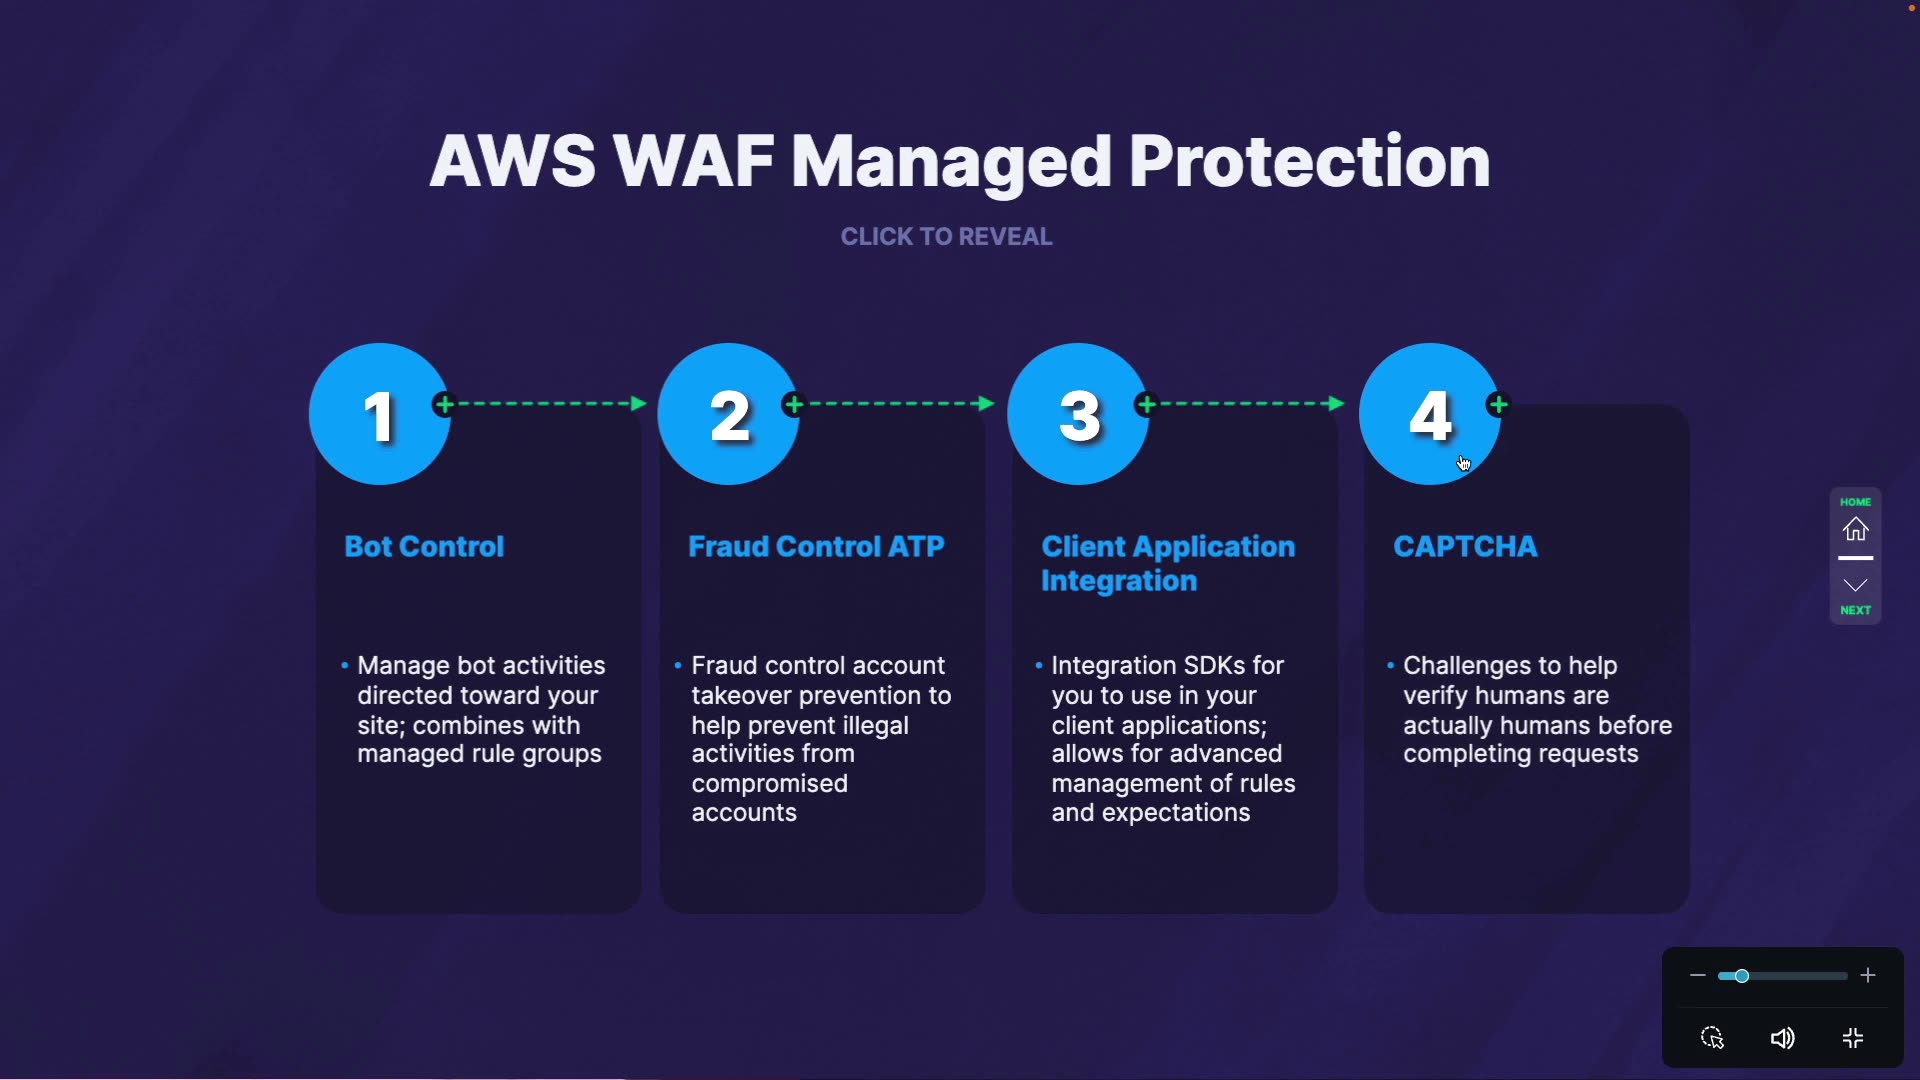 AWS WAF Managed Protection
CLICK TO REVEAL
1
2
3
4
Bot Control
Fraud Control ATP
Client Application
Integration
CAPTCHA
• Manage bot activities
directed toward your
site; combines with
managed rule groups
• Fraud control account
takeover prevention to
help prevent illegal
activities from
compromised
accounts
• Integration SDKs for
you to use in your
client applications;
allows for advanced
management of rules
and expectations
• Challenges to help
verify humans are
actually humans before
completing requests
HOME
NEXT